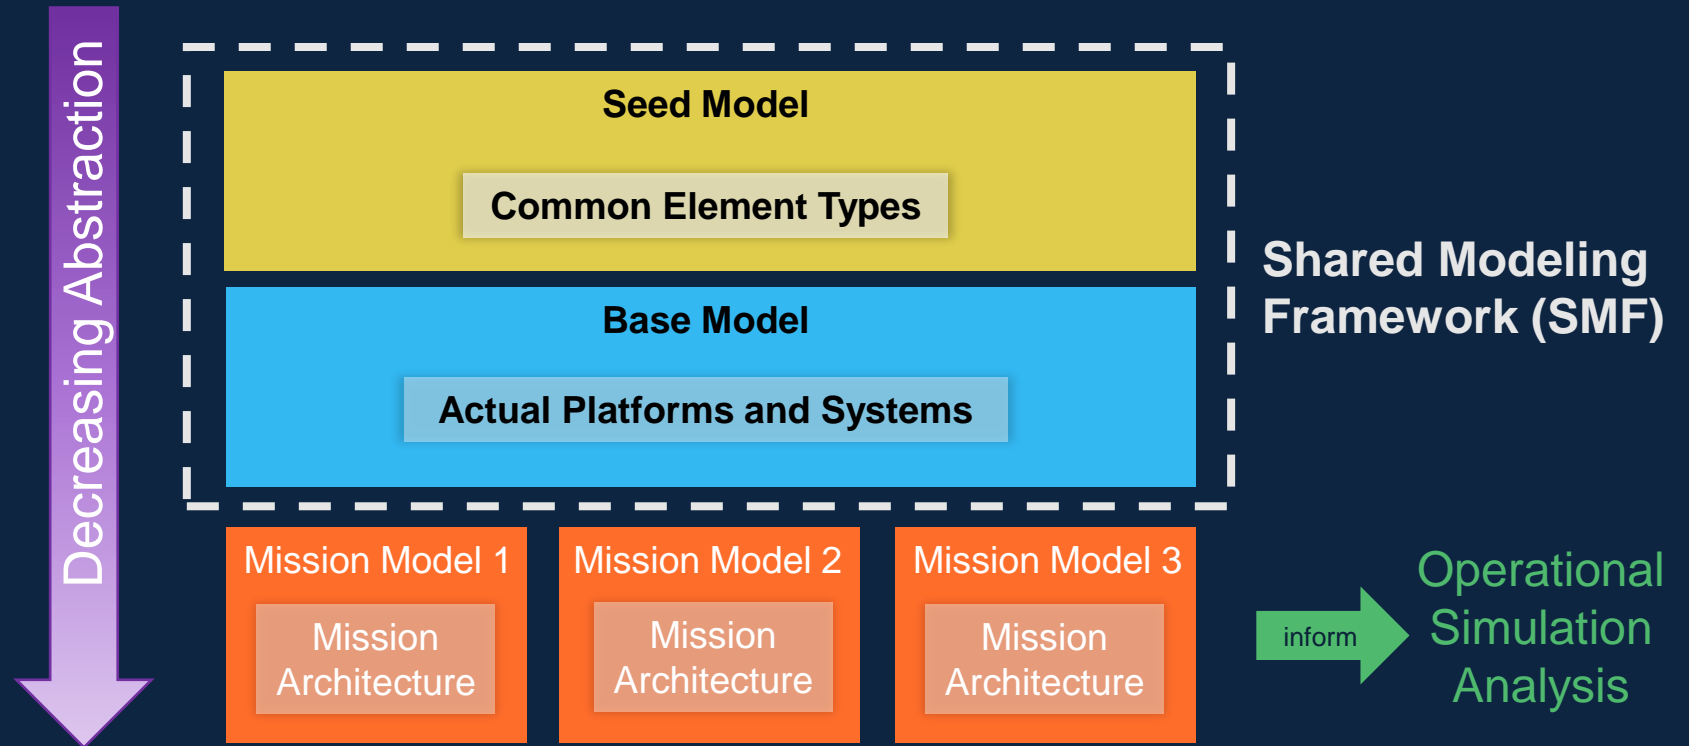 Decreasing Abstraction
Seed Model
Common Element Types
Base Model
Actual Platforms and Systems
Shared Modeling
Framework (SMF)
Mission Model 1
Mission
Architecture
Mission Model 2
Mission
Architecture
Mission Model 3
Mission
Architecture
inform
Operational
Simulation
Analysis